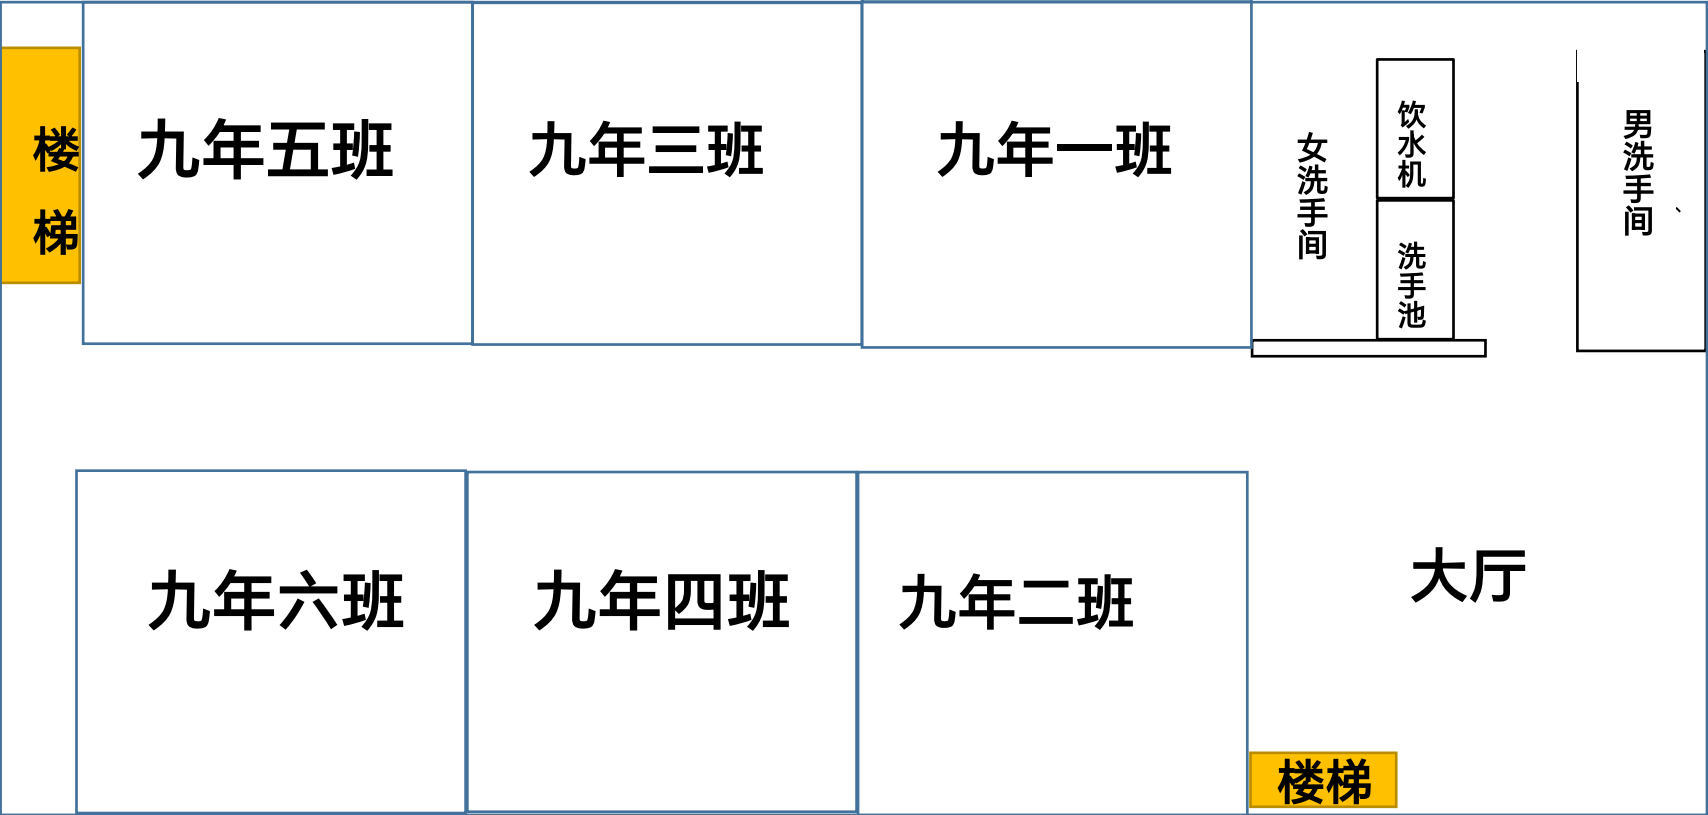 楼梯
九年五班
九年三班
九年一班
女洗手间
饮水机
洗手池
男洗手间
、
九年六班
九年四班
九年二班
大厅
楼梯